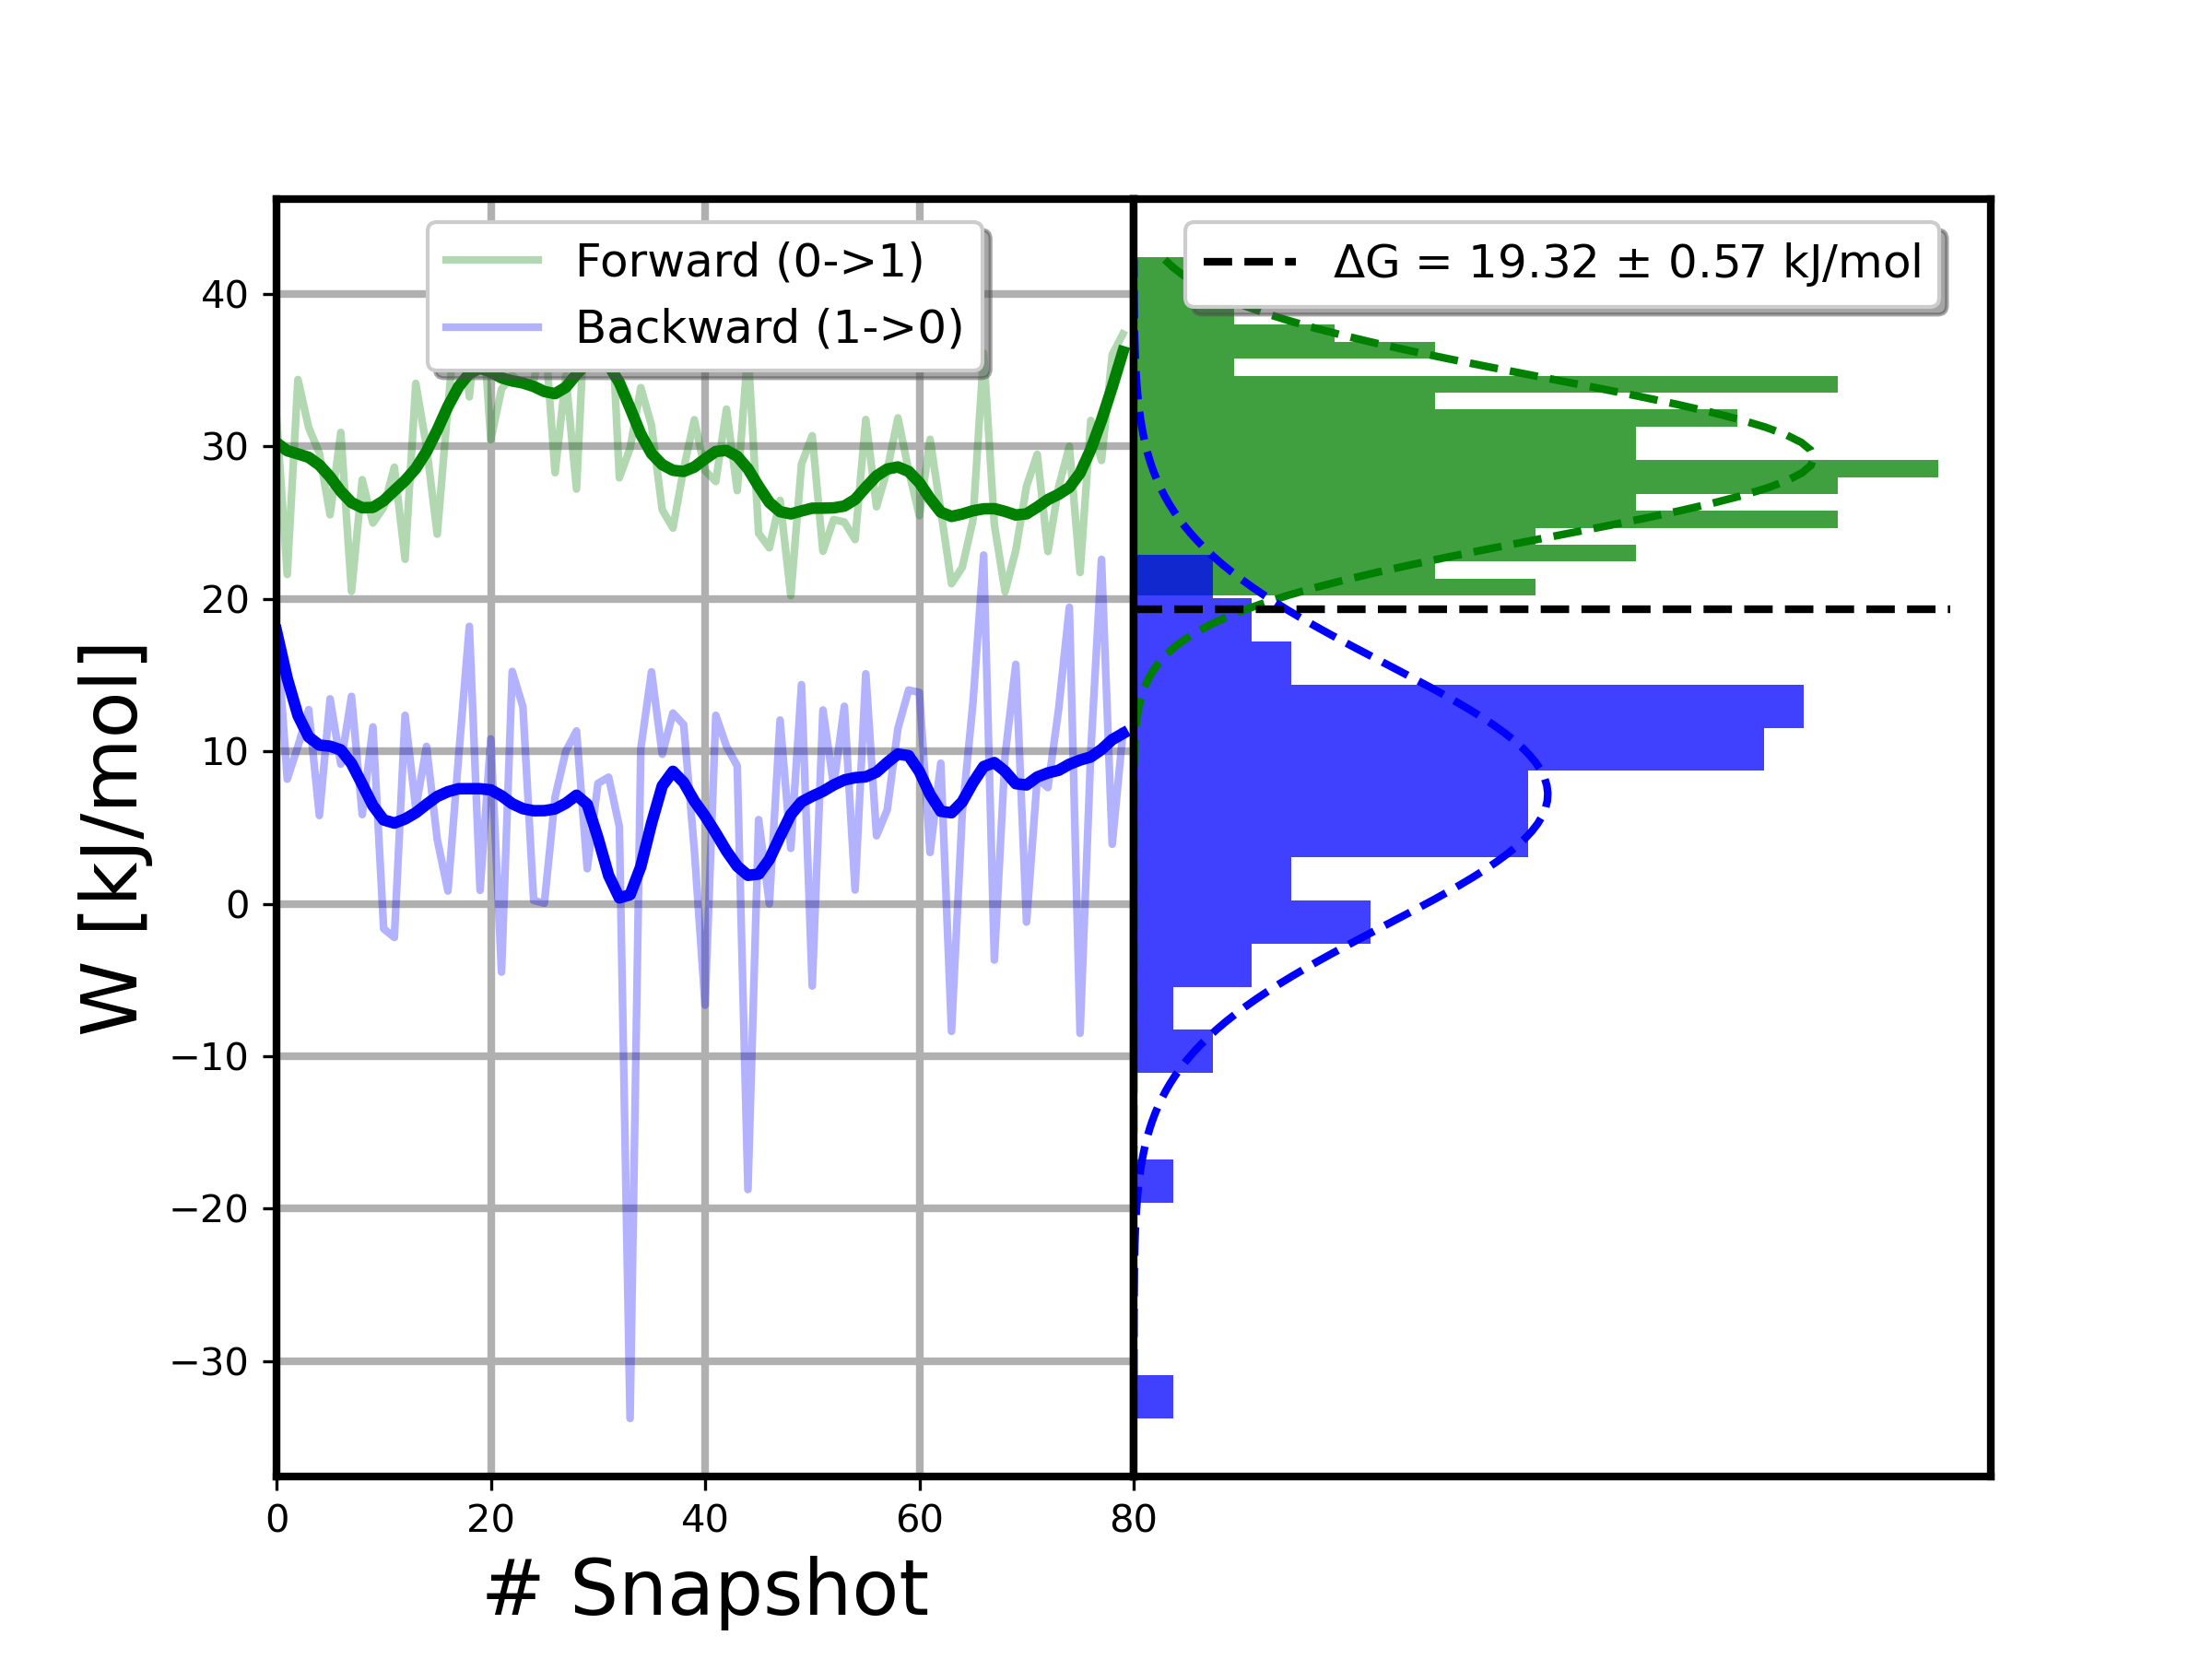 Forward (0->1)
Backward (1->0)
ΔG = 19.32 ± 0.57 kJ/mol
40
30
20
10
0
−10
−20
−30
W [kJ/mol]
0 20 40 60 80
# Snapshot